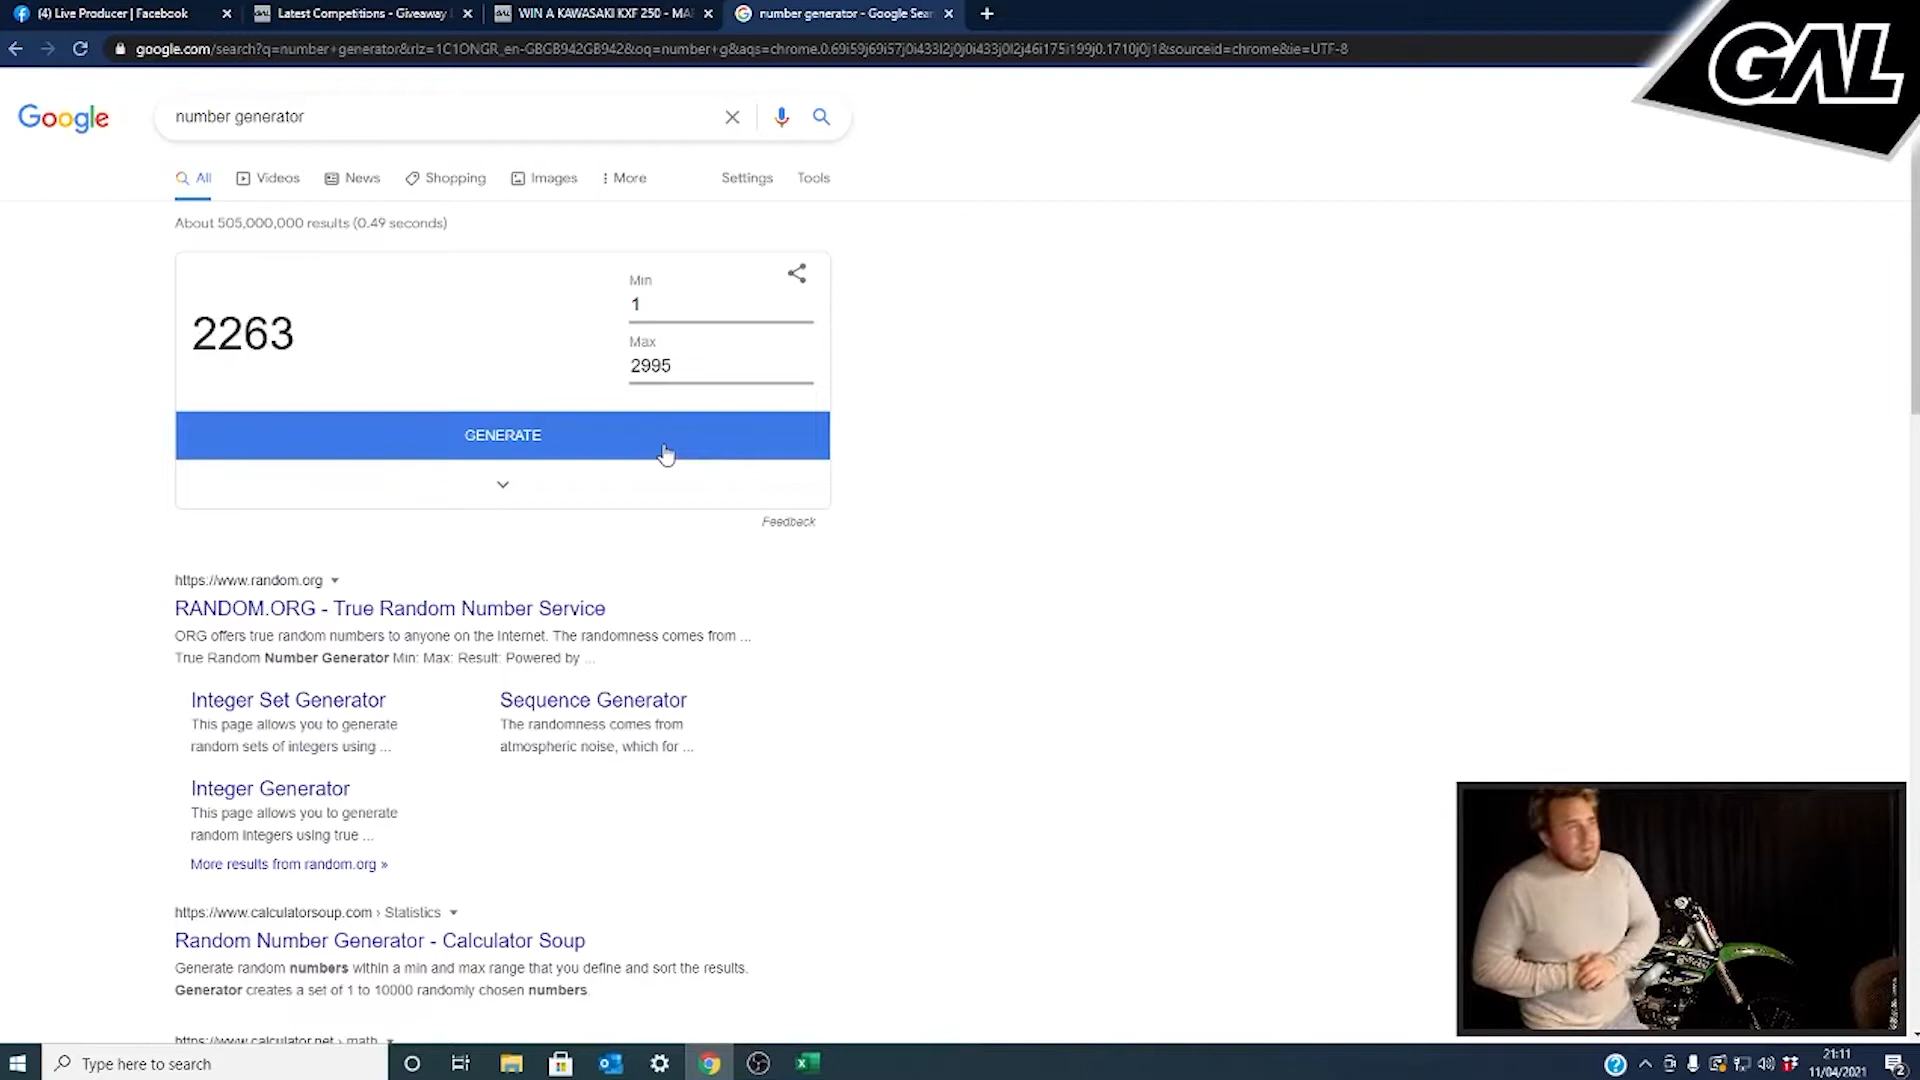 (4) Live Producer | Facebook
GAL Latest Competitions - Giveaway
GAL WIN A KAWASAKI KXF 250 - MA
number generator - Google Sear
google.com/search?q=number+generator&rlz=1C1ONGR_en-GBGB942GB942&oq=number+g&aqs=chrome.0.69i59j69i57j0i433l2j0j0i433j0l2j46i175i199j0.1710j0j1&sourceid=chrome&ie=UTF-8
GAL
Google
number generator
All
Videos
News
Shopping
Images
More
Settings
Tools
About 505,000,000 results (0.49 seconds)
Min
1
2263
Max
2995
GENERATE
Feedback
https://www.random.org
RANDOM.ORG - True Random Number Service
ORG offers true random numbers to anyone on the Internet. The randomness comes from ...
True Random Number Generator Min: Max: Result: Powered by ...
Integer Set Generator
This page allows you to generate
random sets of integers using ...
Sequence Generator
The randomness comes from
atmospheric noise, which for ...
Integer Generator
This page allows you to generate
random integers using true ...
More results from random.org »
https://www.calculatorsoup.com › Statistics
Random Number Generator - Calculator Soup
Generate random numbers within a min and max range that you define and sort the results.
Generator creates a set of 1 to 10000 randomly chosen numbers.
https://www.calculator.net › math
Type here to search
21:11
11/04/2021
2